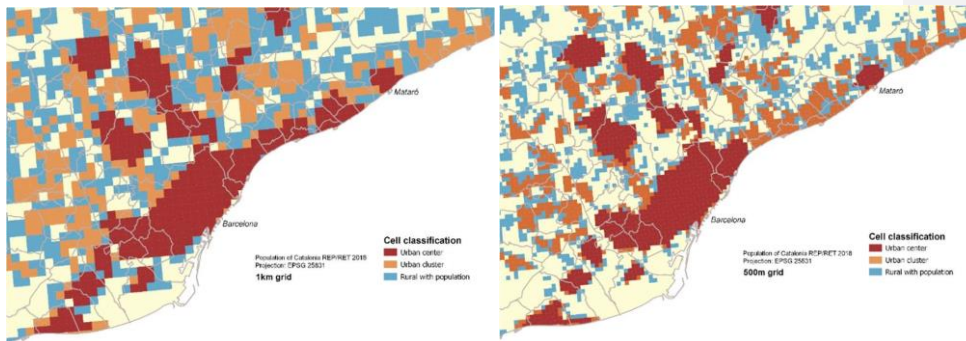 Mataró
Barcelona
Population of Catalonia REP/RET 2018
Projection: EPSG 25831
1km grid
Cell classification
Urban center
Urban cluster
Rural with population
Mataró
Barcelona
Population of Catalonia REP/RET 2018
Projection: EPSG 25831
500m grid
Cell classification
Urban center
Urban cluster
Rural with population